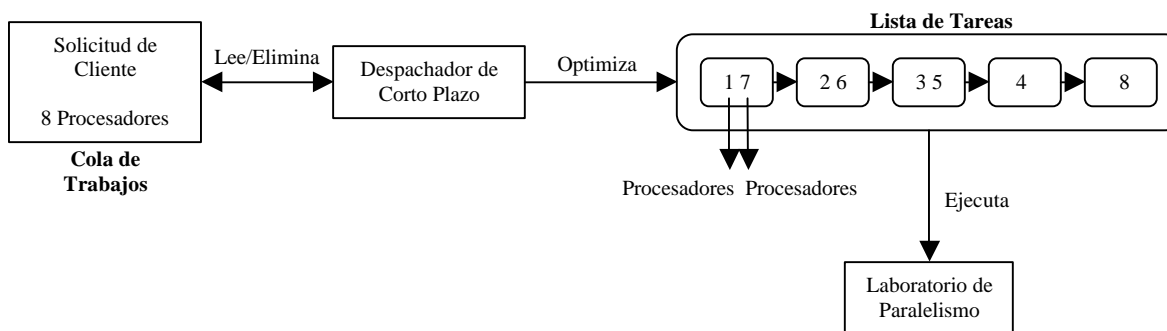 Lista de Tareas
Solicitud de
Cliente
8 Procesadores
Cola de
Trabajos
Lee/Elimina
Despachador de
Corto Plazo
Optimiza
1 7
2 6
3 5
4
8
Procesadores Procesadores
Ejecuta
Laboratorio de
Paralelismo